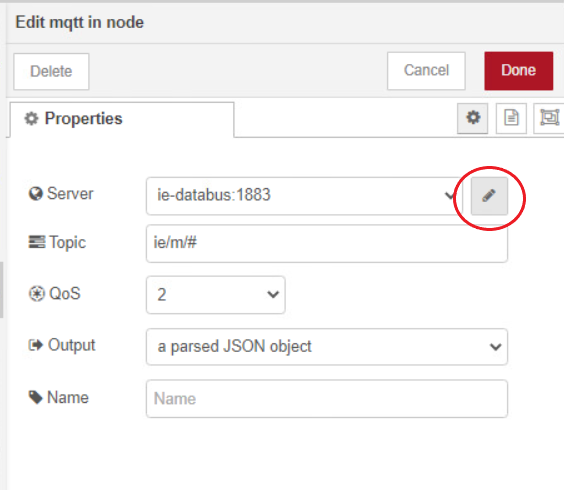 Edit mqtt in node
Delete
Cancel
Done
Properties
Server
ie-databus:1883
Topic
ie/m/#
QoS
2
Output
a parsed JSON object
Name
Name